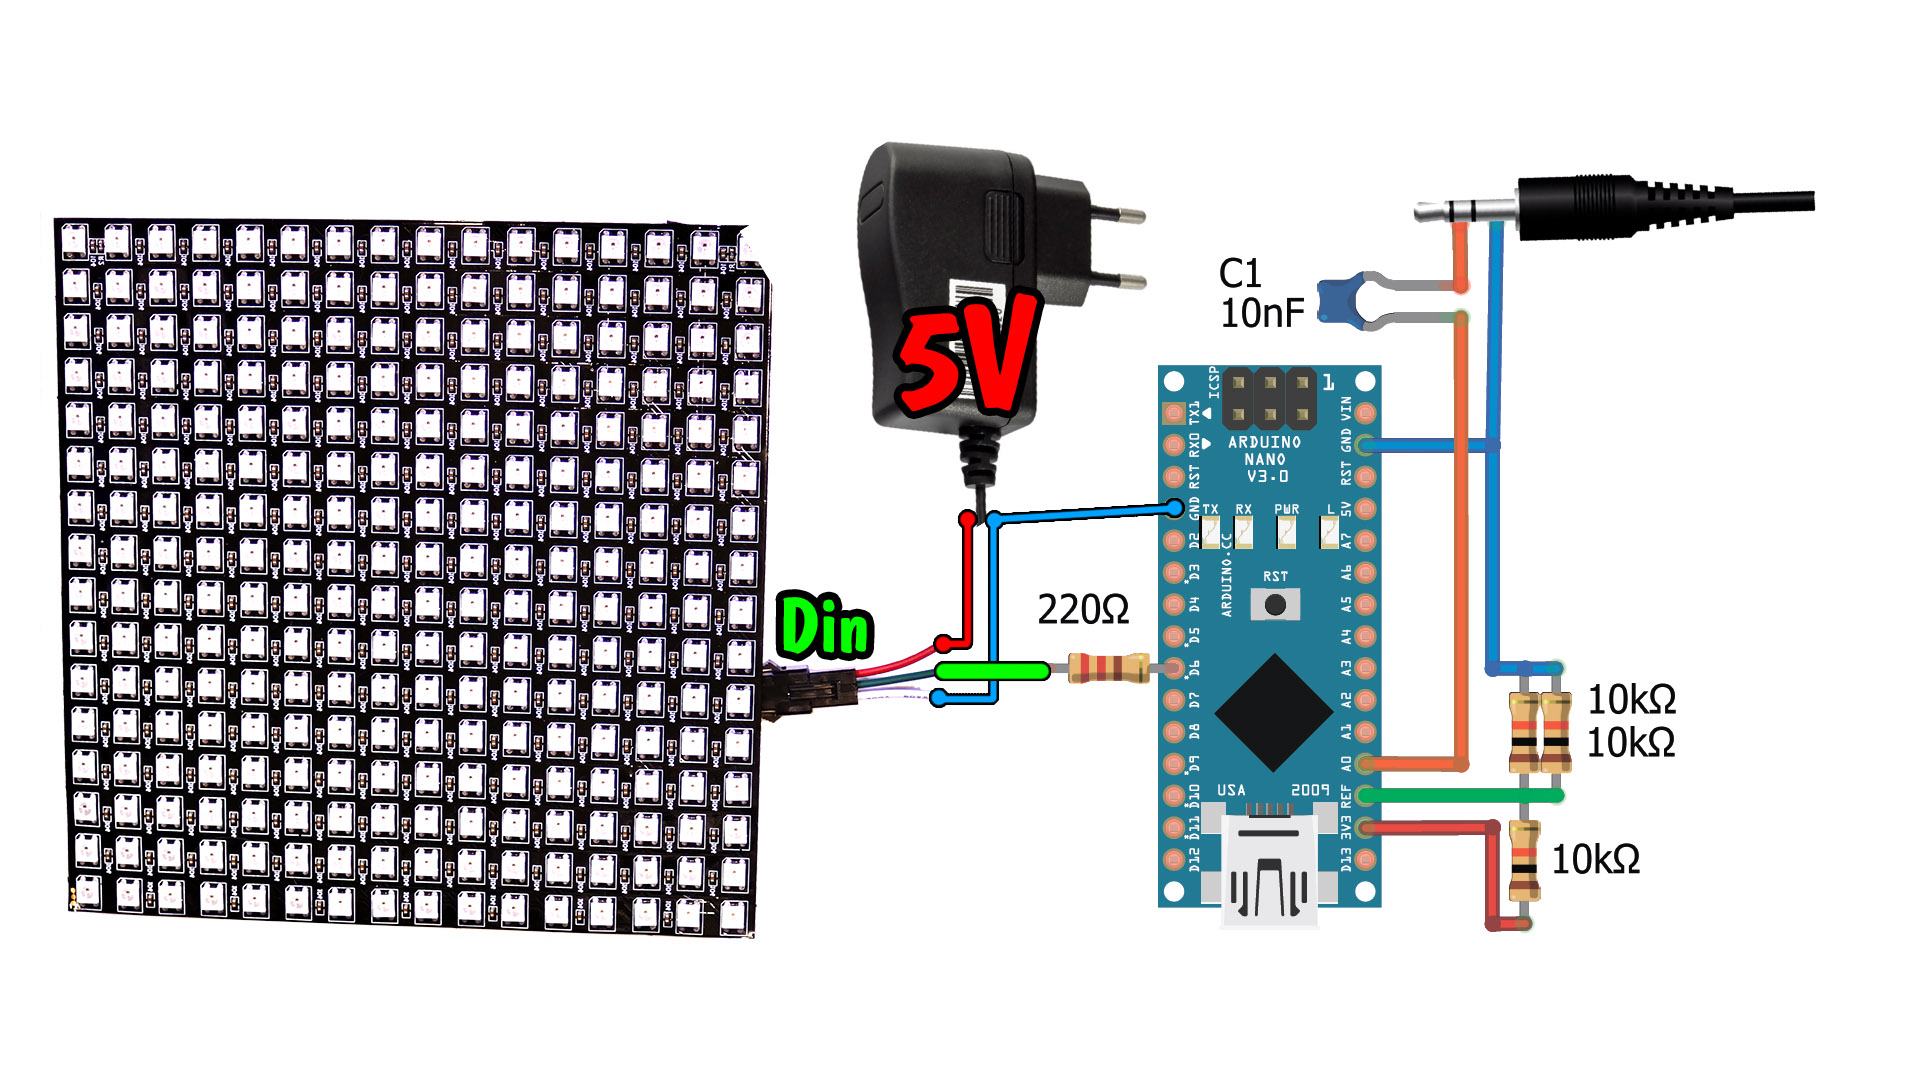 5V
Din
220Ω
C1
10nF
ICSP
1
ARDUINO
NANO
V3.0
TX1
RX0
RST
GND
D2
D3
D4
D5
D6
D7
D8
D9
D10
D11
D12
TX RX PWR L
ARDUINO.CC
RST
USA 2009
VIN
GND
RST
5V
A7
A6
A5
A4
A3
A2
A1
A0
REF
3V3
D13
10kΩ
10kΩ
10kΩ